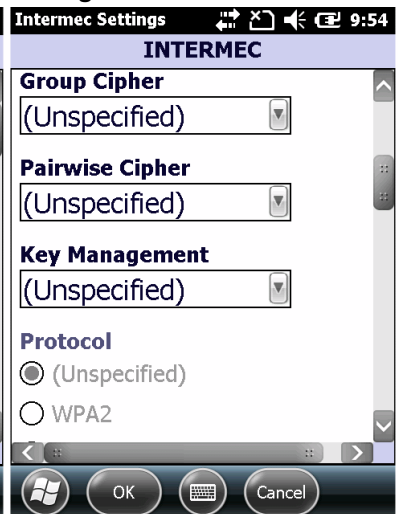 Intermec Settings 9:54
INTERMEC
Group Cipher
(Unspecified)
Pairwise Cipher
(Unspecified)
Key Management
(Unspecified)
Protocol
(Unspecified)
WPA2
OK Cancel